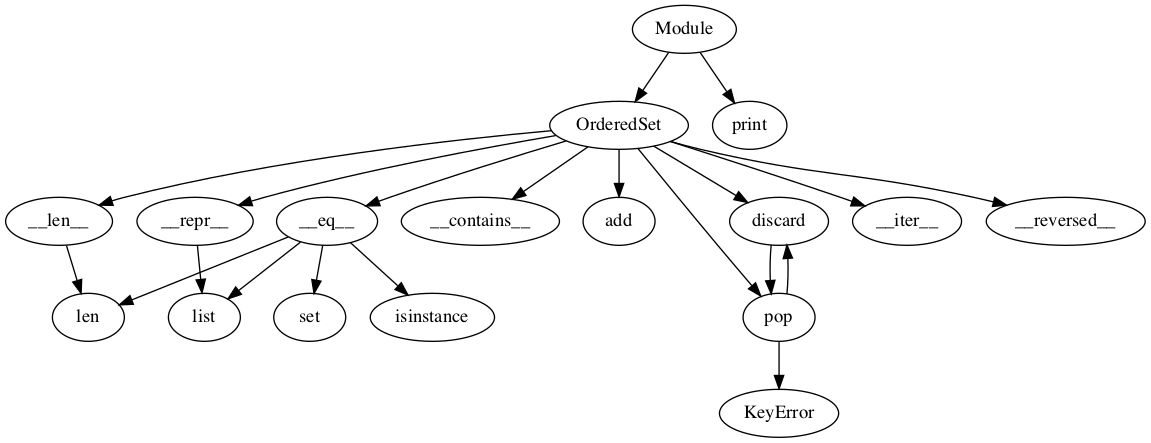 Module
OrderedSet
print
__len__
__repr__
__eq__
__contains__
add
discard
__iter__
__reversed__
len
list
set
isinstance
pop
KeyError